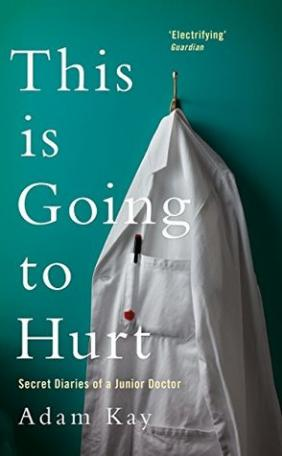 'Electrifying'
Guardian
This
is
Going
to
Hurt
Secret Diaries of a Junior Doctor
Adam Kay